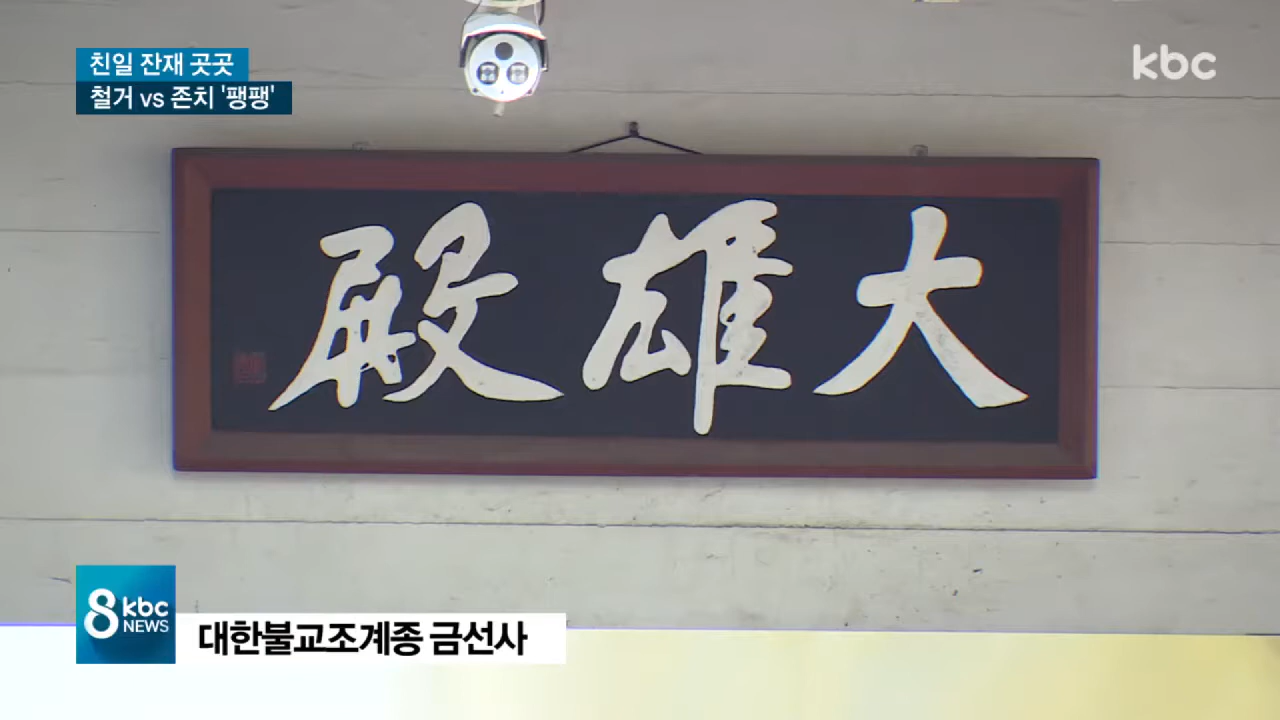 친일 잔재 곳곳
철거 vs 존치 '팽팽'
kbc
大雄殿
8 kbc NEWS
대한불교조계종 금선사